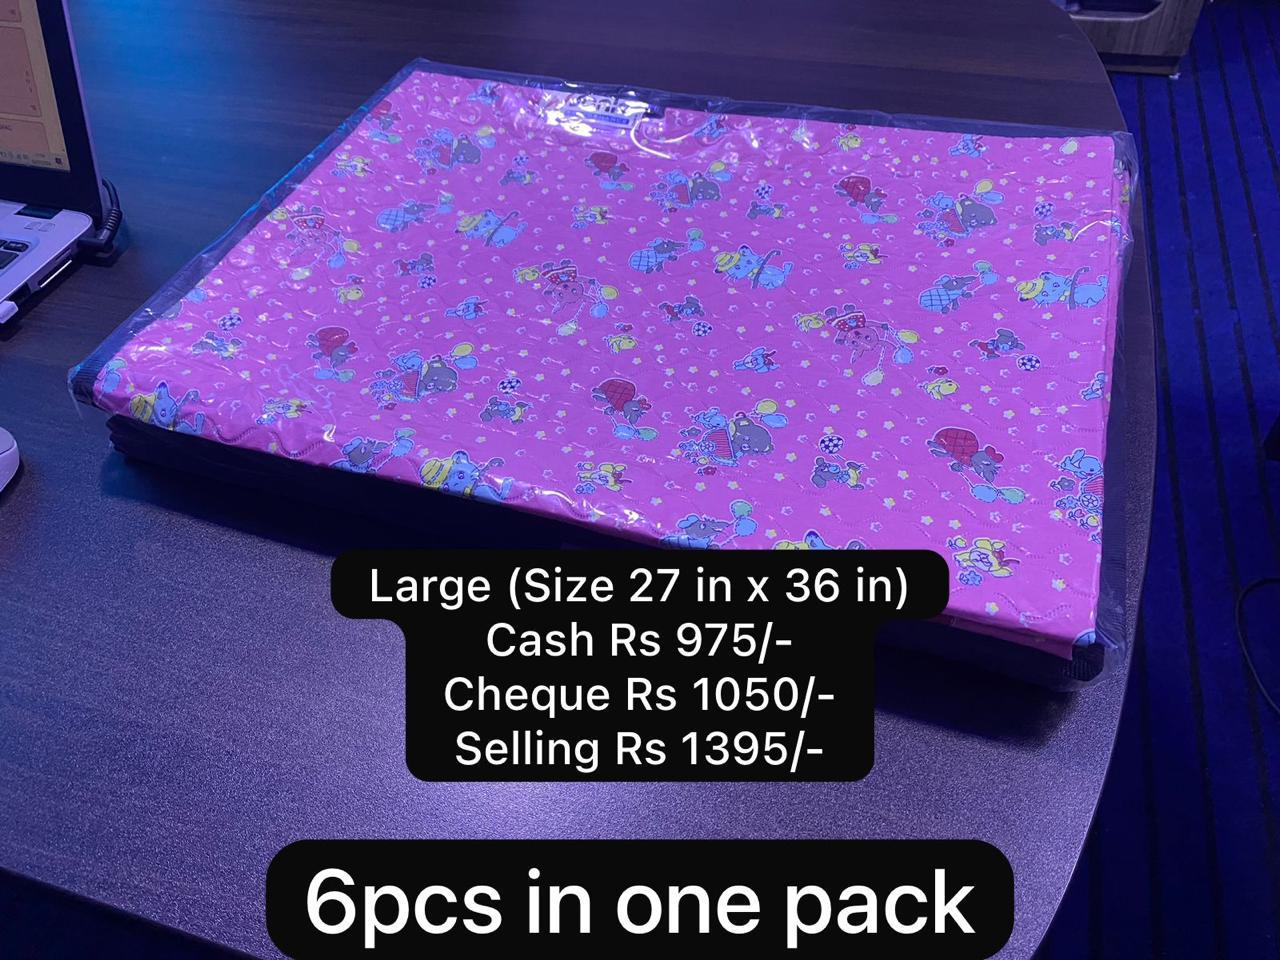 Large (Size 27 in x 36 in)
Cash Rs 975/-
Cheque Rs 1050/-
Selling Rs 1395/-
6pcs in one pack